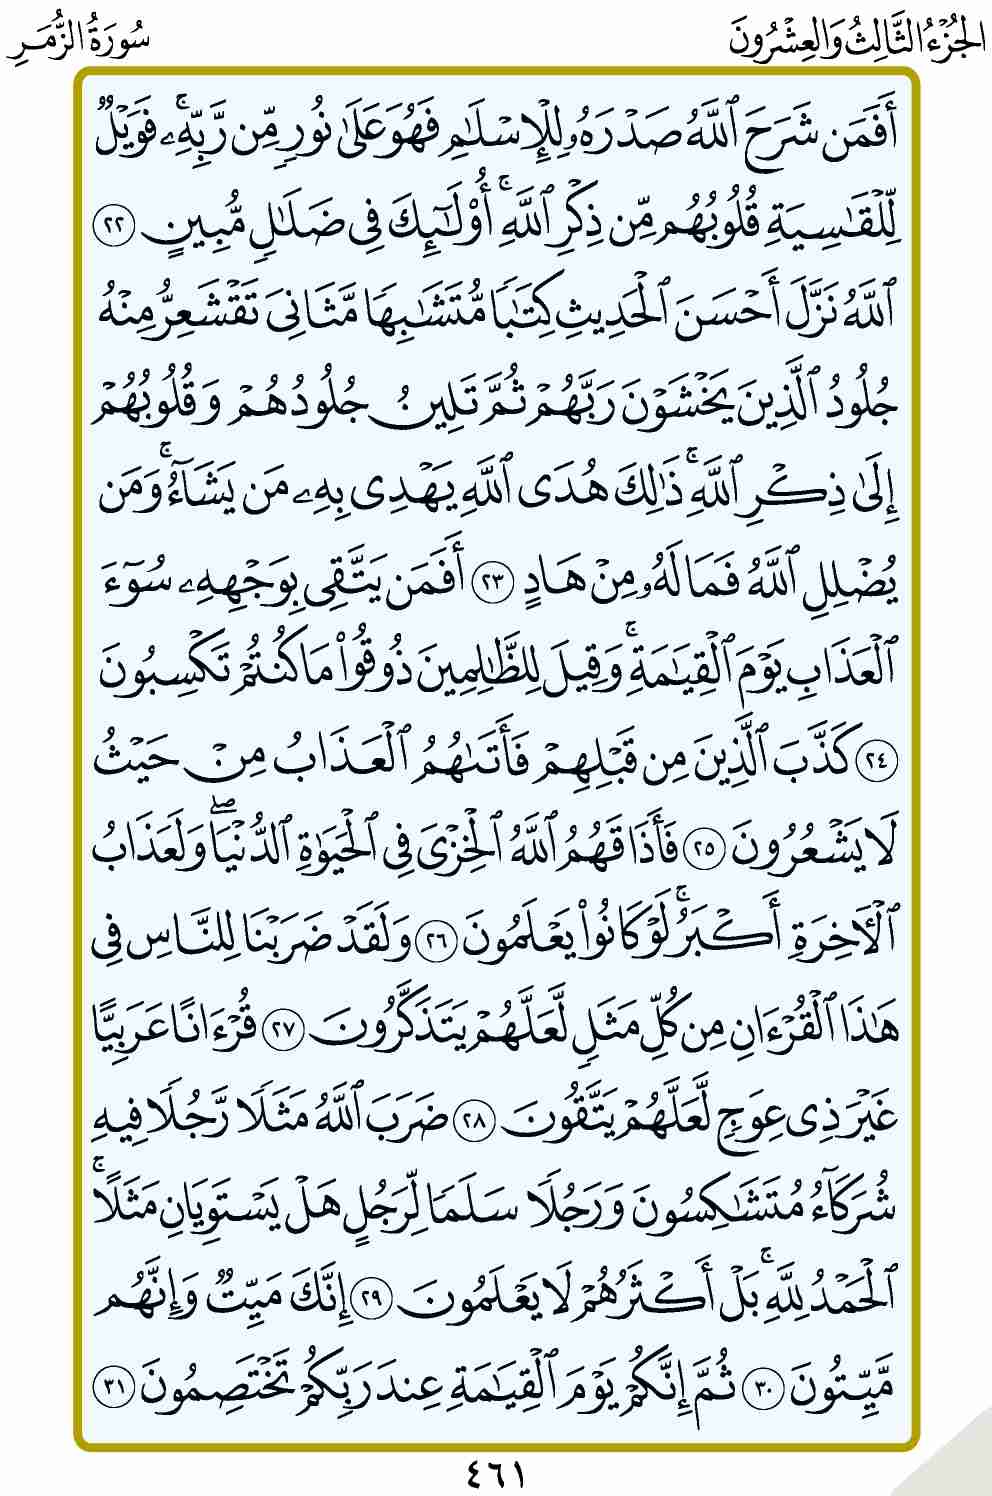 الجُزْءُ الثَّالِثُ وَالعِشْرُونَ سُورَةُ الزُّمَرِ
أَفَمَن شَرَحَ ٱللَّهُ صَدْرَهُۥ لِلْإِسْلَـٰمِ فَهُوَ عَلَىٰ نُورٍ مِّن رَّبِّهِۦۚ فَوَيْلٌ
لِّلْقَـٰسِيَةِ قُلُوبُهُم مِّن ذِكْرِ ٱللَّهِۚ أُو۟لَـٰٓئِكَ فِى ضَلَـٰلٍ مُّبِينٍ ٢٢
ٱللَّهُ نَزَّلَ أَحْسَنَ ٱلْحَدِيثِ كِتَـٰبًا مُّتَشَـٰبِهًا مَّثَانِىَ تَقْشَعِرُّ مِنْهُ
جُلُودُ ٱلَّذِينَ يَخْشَوْنَ رَبَّهُمْ ثُمَّ تَلِينُ جُلُودُهُمْ وَقُلُوبُهُمْ
إِلَىٰ ذِكْرِ ٱللَّهِۚ ذَٰلِكَ هُدَى ٱللَّهِ يَهْدِى بِهِۦ مَن يَشَآءُۚ وَمَن
يُضْلِلِ ٱللَّهُ فَمَا لَهُۥ مِنْ هَادٍ ٢٣ أَفَمَن يَتَّقِى بِوَجْهِهِۦ سُوٓءَ
ٱلْعَذَابِ يَوْمَ ٱلْقِيَـٰمَةِۚ وَقِيلَ لِلظَّـٰلِمِينَ ذُوقُوا۟ مَا كُنتُمْ تَكْسِبُونَ
٢٤ كَذَّبَ ٱلَّذِينَ مِن قَبْلِهِمْ فَأَتَىٰهُمُ ٱلْعَذَابُ مِنْ حَيْثُ
لَا يَشْعُرُونَ ٢٥ فَأَذَاقَهُمُ ٱللَّهُ ٱلْخِزْىَ فِى ٱلْحَيَوٰةِ ٱلدُّنْيَاۖ وَلَعَذَابُ
ٱلْـَٔاخِرَةِ أَكْبَرُۚ لَوْ كَانُوا۟ يَعْلَمُونَ ٢٦ وَلَقَدْ ضَرَبْنَا لِلنَّاسِ فِى
هَـٰذَا ٱلْقُرْءَانِ مِن كُلِّ مَثَلٍ لَّعَلَّهُمْ يَتَذَكَّرُونَ ٢٧ قُرْءَانًا عَرَبِيًّا
غَيْرَ ذِى عِوَجٍ لَّعَلَّهُمْ يَتَّقُونَ ٢٨ ضَرَبَ ٱللَّهُ مَثَلًا رَّجُلًا فِيهِ
شُرَكَآءُ مُتَشَـٰكِسُونَ وَرَجُلًا سَلَمًا لِّرَجُلٍ هَلْ يَسْتَوِيَانِ مَثَلًاۚ
ٱلْحَمْدُ لِلَّهِۚ بَلْ أَكْثَرُهُمْ لَا يَعْلَمُونَ ٢٩ إِنَّكَ مَيِّتٌ وَإِنَّهُم
مَّيِّتُونَ ٣٠ ثُمَّ إِنَّكُمْ يَوْمَ ٱلْقِيَـٰمَةِ عِندَ رَبِّكُمْ تَخْتَصِمُونَ ٣١
٤٦١